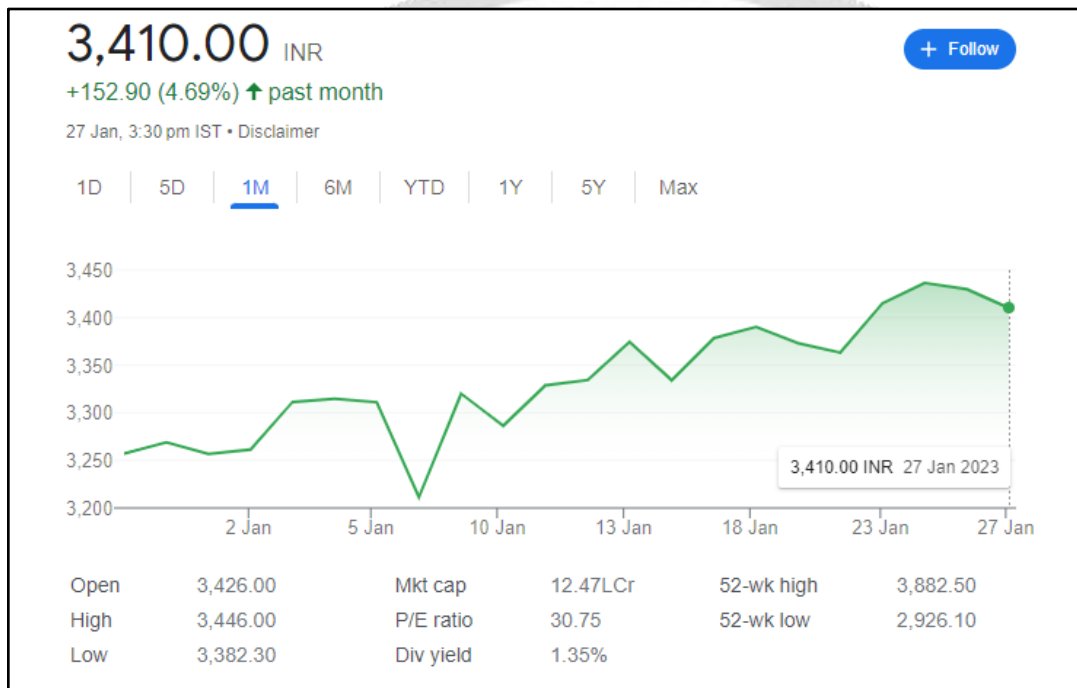 3,410.00 INR
+ Follow
+152.90 (4.69%) ↑ past month
27 Jan, 3:30 pm IST • Disclaimer
1D 5D 1M 6M YTD 1Y 5Y Max
3,450
3,400
3,350
3,300
3,250
3,200
3,410.00 INR 27 Jan 2023
2 Jan 5 Jan 10 Jan 13 Jan 18 Jan 23 Jan 27 Jan
Open 3,426.00 Mkt cap 12.47LCr 52-wk high 3,882.50
High 3,446.00 P/E ratio 30.75 52-wk low 2,926.10
Low 3,382.30 Div yield 1.35%